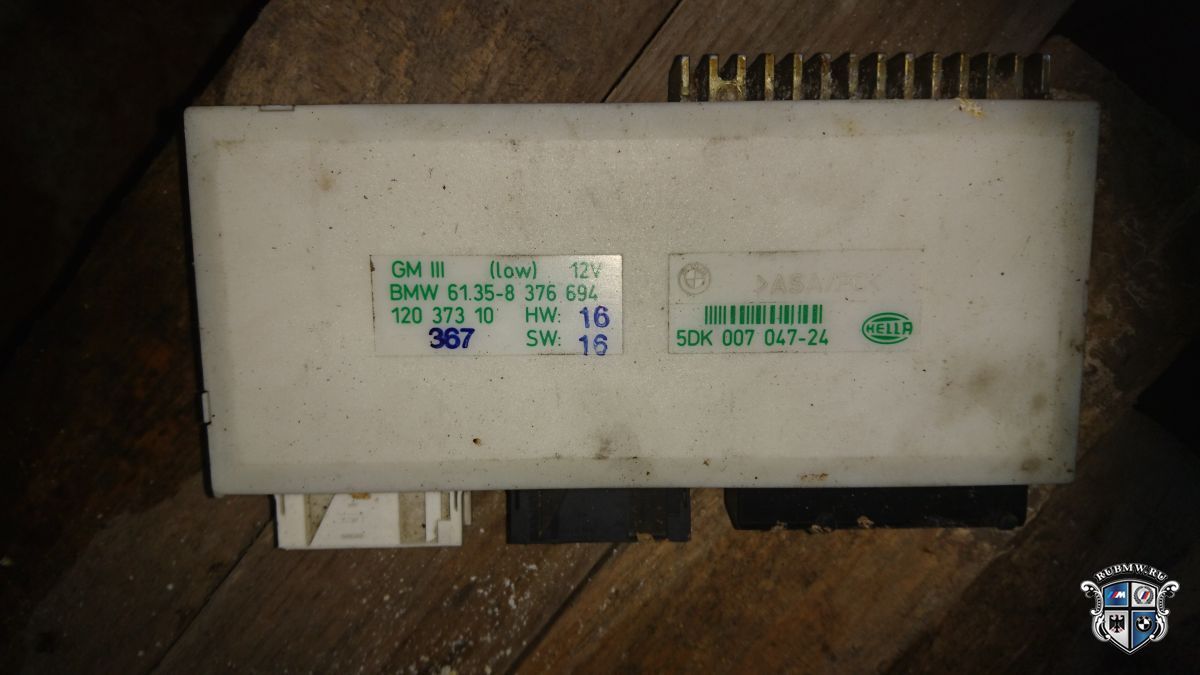 GM III (low) 12V
BMW 61.35-8 376 694
120 373 10 HW: 16
367 SW: 16
5DK 007 047-24
HELLA
RUBMW.RU